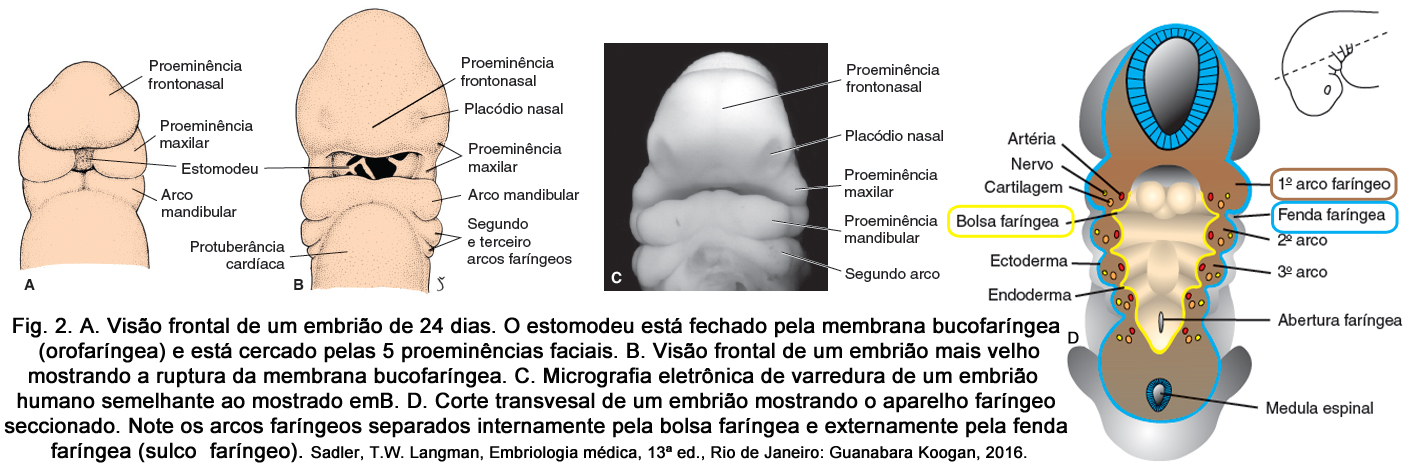 Proeminência
frontonasal
Proeminência
maxilar
Estomodeu
Arco
mandibular
Protuberância
cardíaca
A
Proeminência
frontonasal
Placódio nasal
Proeminência
maxilar
Arco mandibular
Segundo
e terceiro
arcos faríngeos
B
Proeminência
frontonasal
Placódio nasal
Proeminência
maxilar
Proeminência
mandibular
Segundo arco
C
Artéria
Nervo
Cartilagem
Bolsa faríngea
Ectoderma
Endoderma
1º arco faríngeo
Fenda faríngea
2º arco
3º arco
Abertura faríngea
Medula espinal
D
Fig. 2. A. Visão frontal de um embrião de 24 dias. O estomodeu está fechado pela membrana bucofaríngea
(orofaríngea) e está cercado pelas 5 proeminências faciais. B. Visão frontal de um embrião mais velho
mostrando a ruptura da membrana bucofaríngea. C. Micrografia eletrônica de varredura de um embrião
humano semelhante ao mostrado emB. D. Corte transvesal de um embrião mostrando o aparelho faríngeo
seccionado. Note os arcos faríngeos separados internamente pela bolsa faríngea e externamente pela fenda
faríngea (sulco faríngeo). Sadler, T.W. Langman, Embriologia médica, 13ª ed., Rio de Janeiro: Guanabara Koogan, 2016.